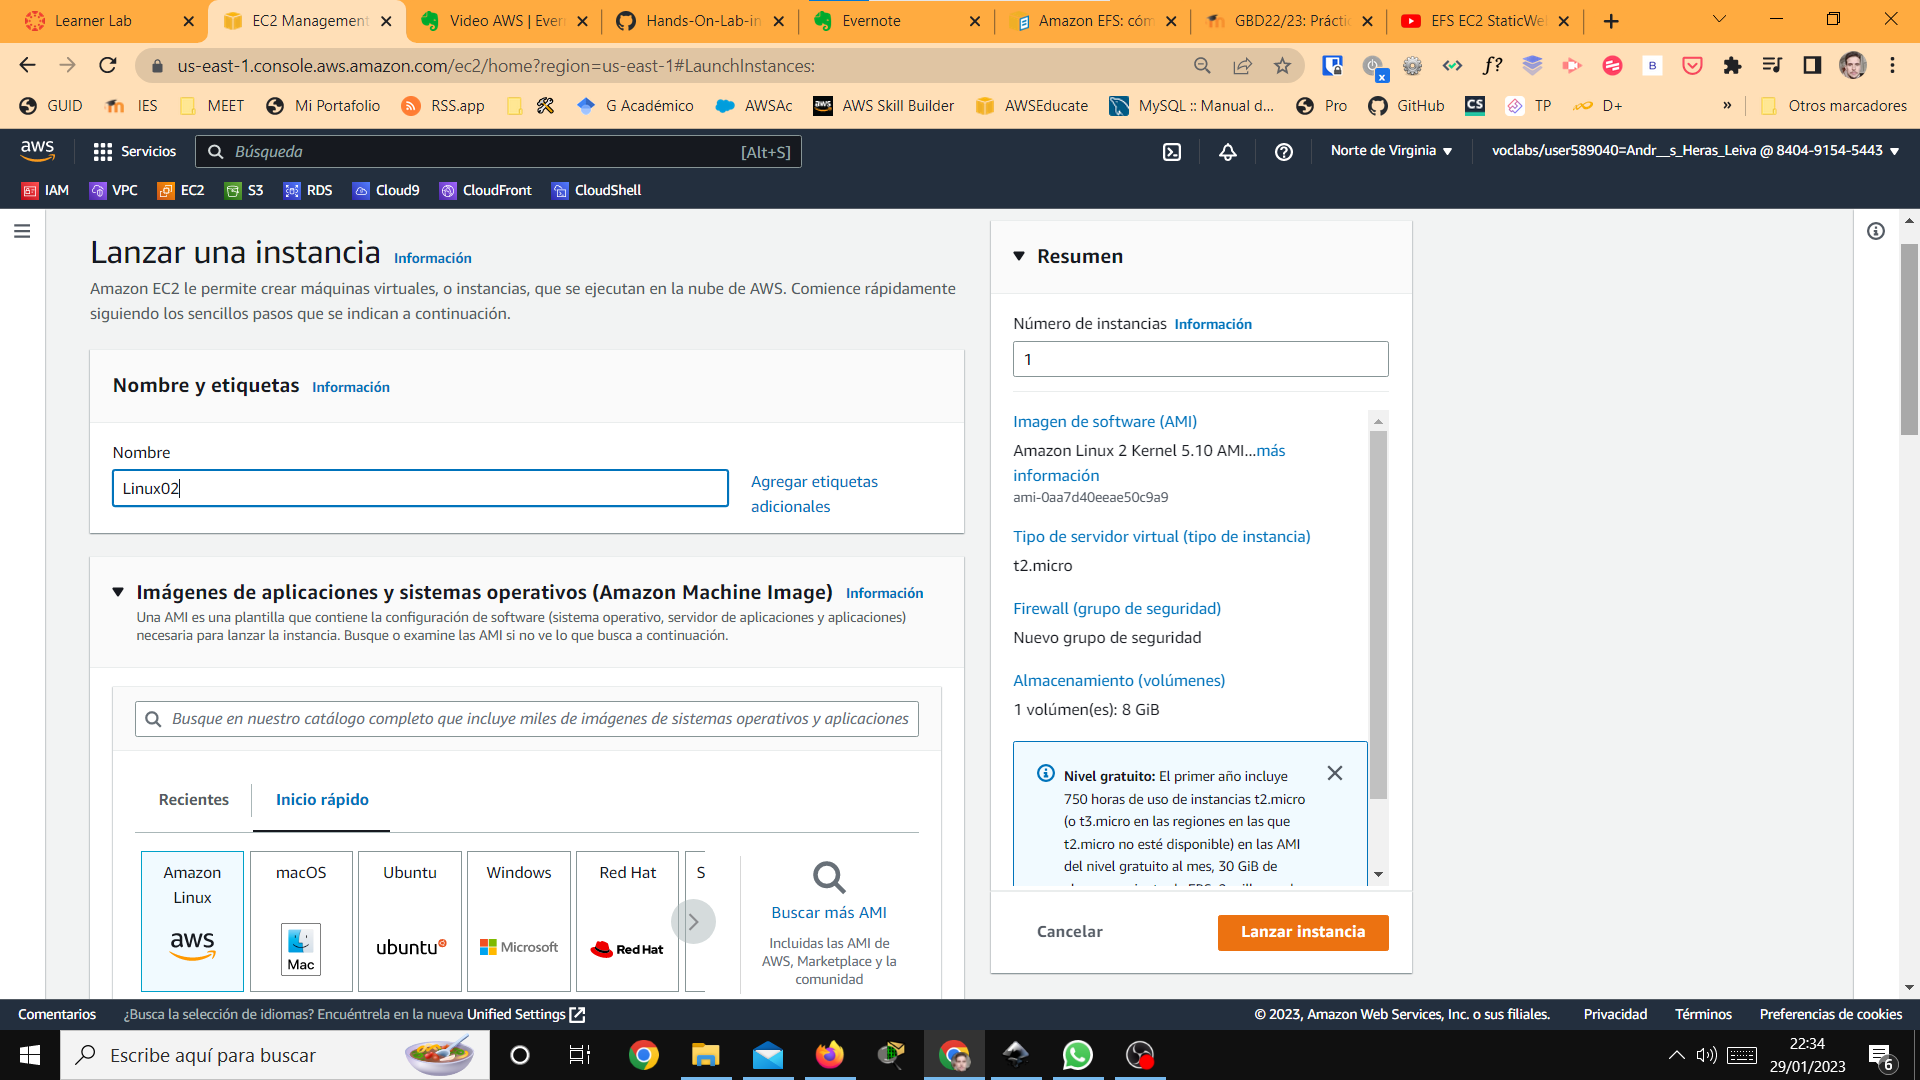 Learner Lab
EC2 Management
Video AWS | Ever
Hands-On-Lab-in
Evernote
Amazon EFS: cóm
GBD22/23: Práctic
EFS EC2 StaticWe
us-east-1.console.aws.amazon.com/ec2/home?region=us-east-1#LaunchInstances:
GUID
IES
MEET
Mi Portafolio
RSS.app
G Académico
AWSAc
AWS Skill Builder
AWSEducate
MySQL :: Manual d...
Pro
GitHub
TP
D+
»
Otros marcadores
aws
Servicios
Búsqueda
[Alt+S]
Norte de Virginia
voclabs/user589040=Andr__s_Heras_Leiva @ 8404-9154-5443
IAM
VPC
EC2
S3
RDS
Cloud9
CloudFront
CloudShell
Lanzar una instancia Información
Amazon EC2 le permite crear máquinas virtuales, o instancias, que se ejecutan en la nube de AWS. Comience rápidamente
siguiendo los sencillos pasos que se indican a continuación.
Nombre y etiquetas Información
Nombre
Linux02
Agregar etiquetas
adicionales
Imágenes de aplicaciones y sistemas operativos (Amazon Machine Image) Información
Una AMI es una plantilla que contiene la configuración de software (sistema operativo, servidor de aplicaciones y aplicaciones)
necesaria para lanzar la instancia. Busque o examine las AMI si no ve lo que busca a continuación.
Busque en nuestro catálogo completo que incluye miles de imágenes de sistemas operativos y aplicaciones
Recientes
Inicio rápido
Amazon
Linux
aws
macOS
Mac
Ubuntu
ubuntu
Windows
Microsoft
Red Hat
Red Hat
S
Buscar más AMI
Incluidas las AMI de
AWS, Marketplace y la
comunidad
Resumen
Número de instancias Información
1
Imagen de software (AMI)
Amazon Linux 2 Kernel 5.10 AMI...más
información
ami-0aa7d40eeae50c9a9
Tipo de servidor virtual (tipo de instancia)
t2.micro
Firewall (grupo de seguridad)
Nuevo grupo de seguridad
Almacenamiento (volúmenes)
1 volúmen(es): 8 GiB
Nivel gratuito: El primer año incluye
750 horas de uso de instancias t2.micro
(o t3.micro en las regiones en las que
t2.micro no esté disponible) en las AMI
del nivel gratuito al mes, 30 GiB de
Cancelar
Lanzar instancia
Comentarios
¿Busca la selección de idiomas? Encuéntrela en la nueva Unified Settings
© 2023, Amazon Web Services, Inc. o sus filiales.
Privacidad
Términos
Preferencias de cookies
Escribe aquí para buscar
22:34
29/01/2023
6